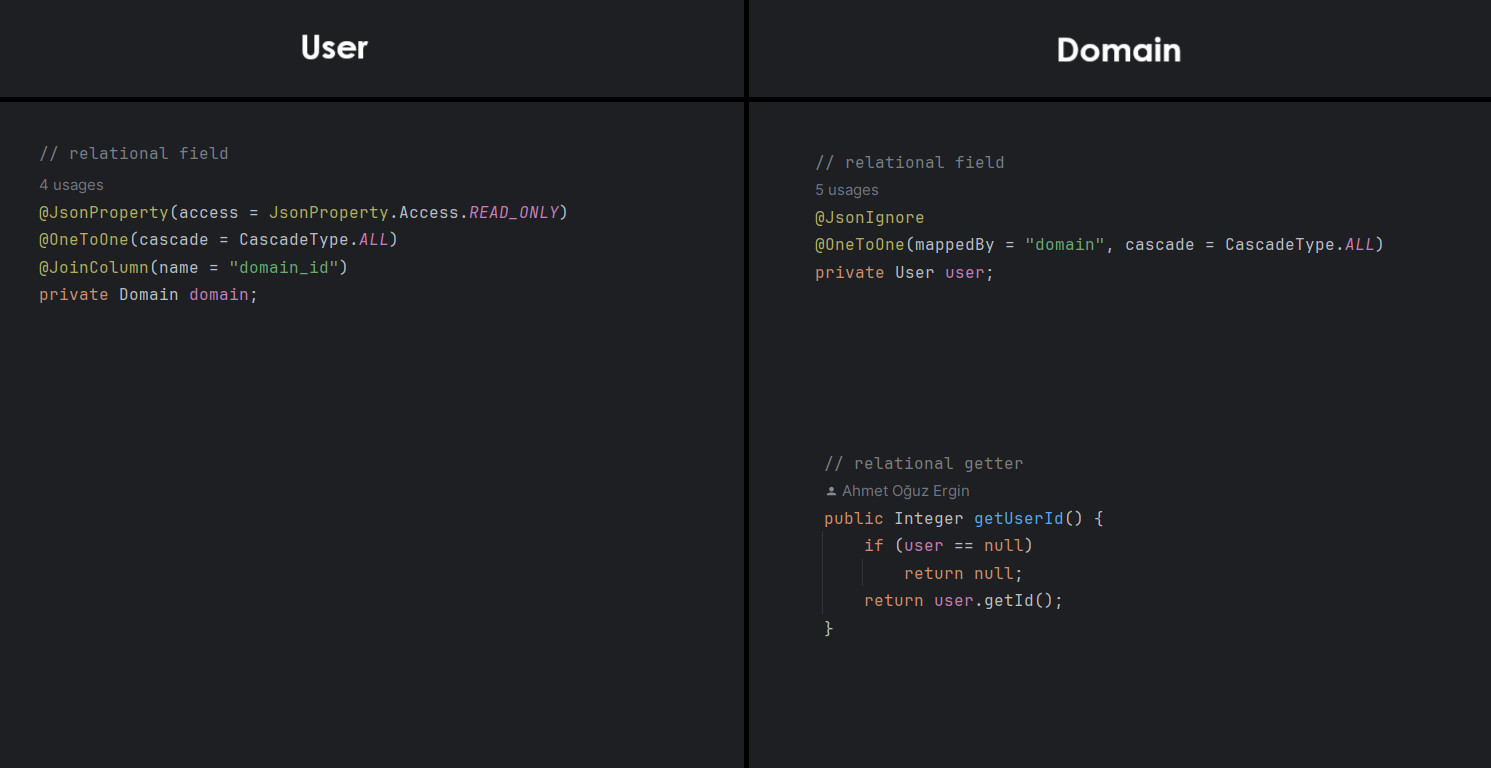 User
// relational field
4 usages
@JsonProperty(access = JsonProperty.Access.READ_ONLY)
@OneToOne(cascade = CascadeType.ALL)
@JoinColumn(name = "domain_id")
private Domain domain;
Domain
// relational field
5 usages
@JsonIgnore
@OneToOne(mappedBy = "domain", cascade = CascadeType.ALL)
private User user;
// relational getter
Ahmet Oğuz Ergin
public Integer getUserId() {
if (user == null)
return null;
return user.getId();
}